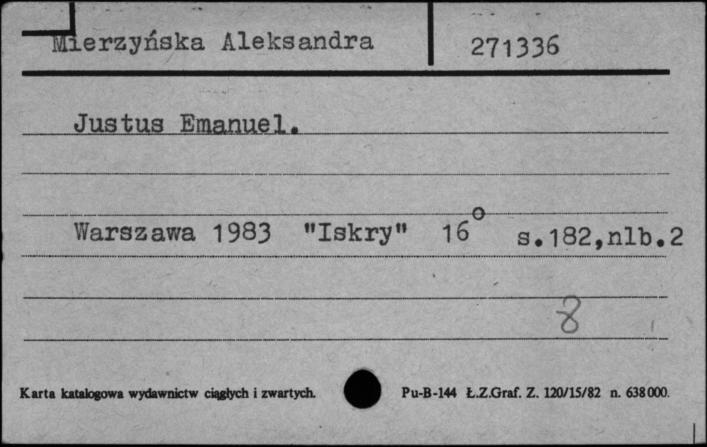 Mierzyńska Aleksandra 271336
Justus Emanuel.
Warszawa 1983 "Iskry" 16° s.182,nlb.2
8
Karta katalogowa wydawnictw ciągłych i zwartych. Pu-B-144 Ł.Z.Graf. Z. 120/15/82 n. 638000.